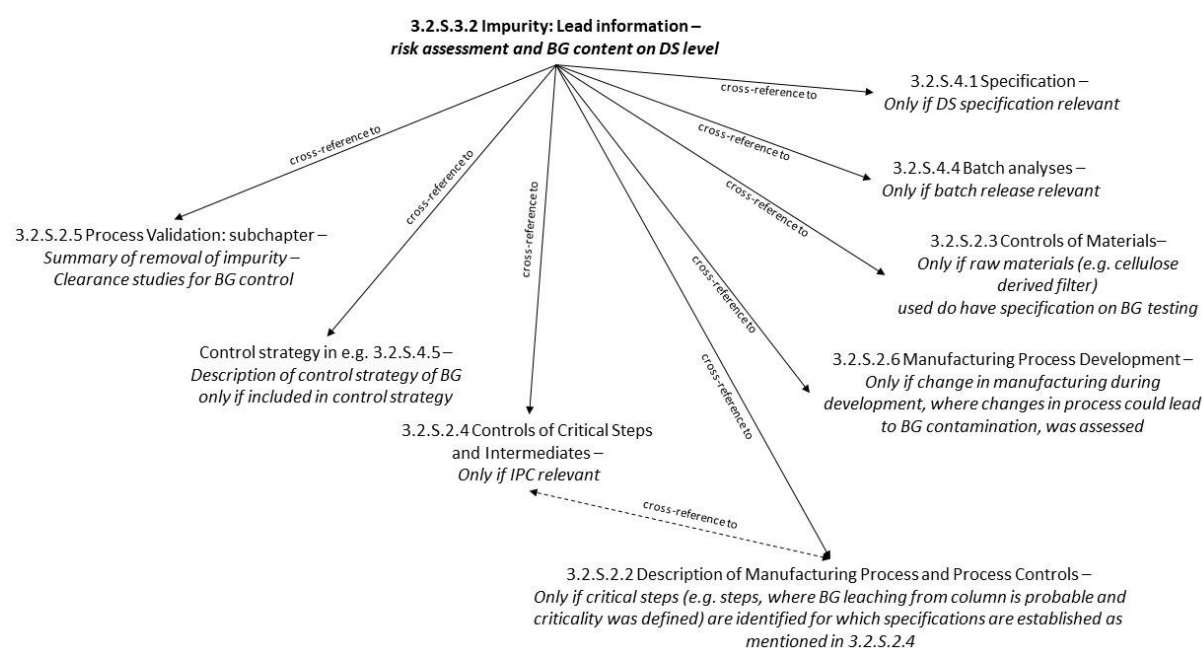 3.2.S.3.2 Impurity: Lead information –
risk assessment and BG content on DS level
cross-reference to
3.2.S.4.1 Specification –
Only if DS specification relevant
cross-reference to
3.2.S.4.4 Batch analyses –
Only if batch release relevant
cross-reference to
3.2.S.2.3 Controls of Materials–
Only if raw materials (e.g. cellulose
derived filter)
used do have specification on BG testing
cross-reference to
3.2.S.2.5 Process Validation: subchapter –
Summary of removal of impurity –
Clearance studies for BG control
cross-reference to
Control strategy in e.g. 3.2.S.4.5 –
Description of control strategy of BG
only if included in control strategy
cross-reference to
3.2.S.2.4 Controls of Critical Steps
and Intermediates –
Only if IPC relevant
cross-reference to
3.2.S.2.6 Manufacturing Process Development –
Only if change in manufacturing during
development, where changes in process could lead
to BG contamination, was assessed
cross-reference to
cross-reference to
3.2.S.2.2 Description of Manufacturing Process and Process Controls –
Only if critical steps (e.g. steps, where BG leaching from column is probable and
criticality was defined) are identified for which specifications are established as
mentioned in 3.2.S.2.4